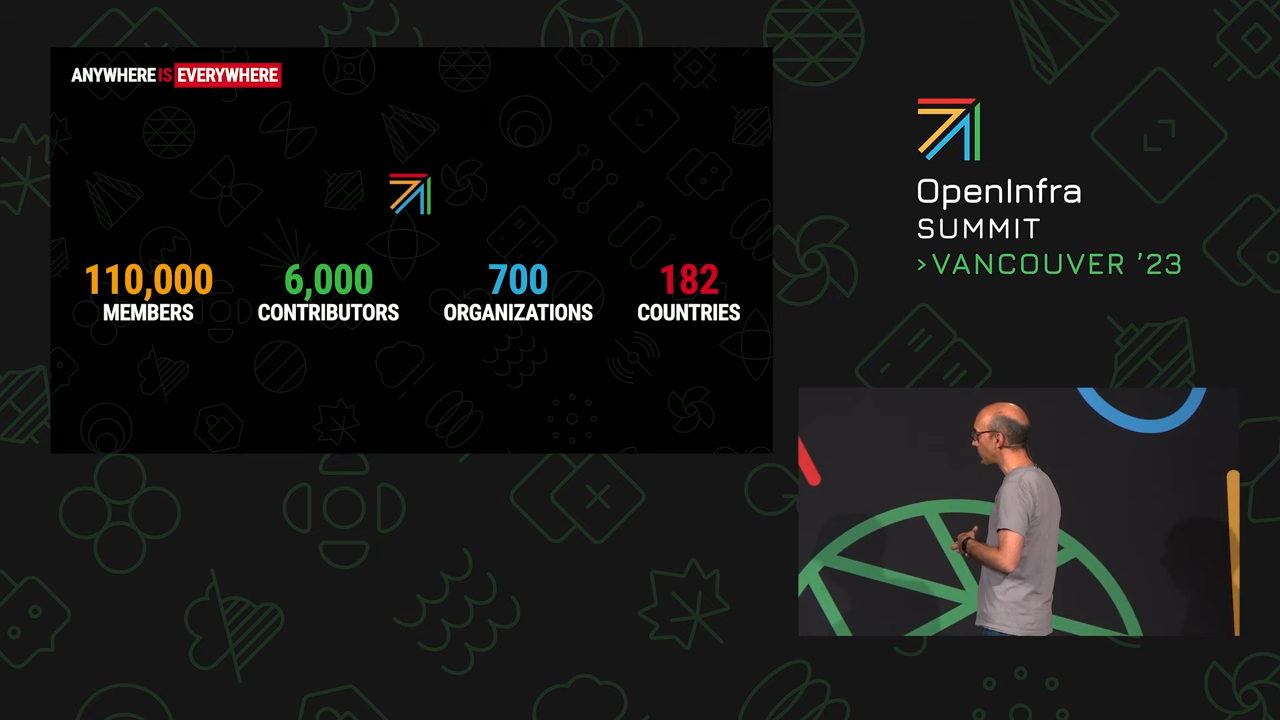 ANYWHERE IS EVERYWHERE
110,000
MEMBERS
6,000
CONTRIBUTORS
700
ORGANIZATIONS
182
COUNTRIES
OpenInfra
SUMMIT
>VANCOUVER ’23